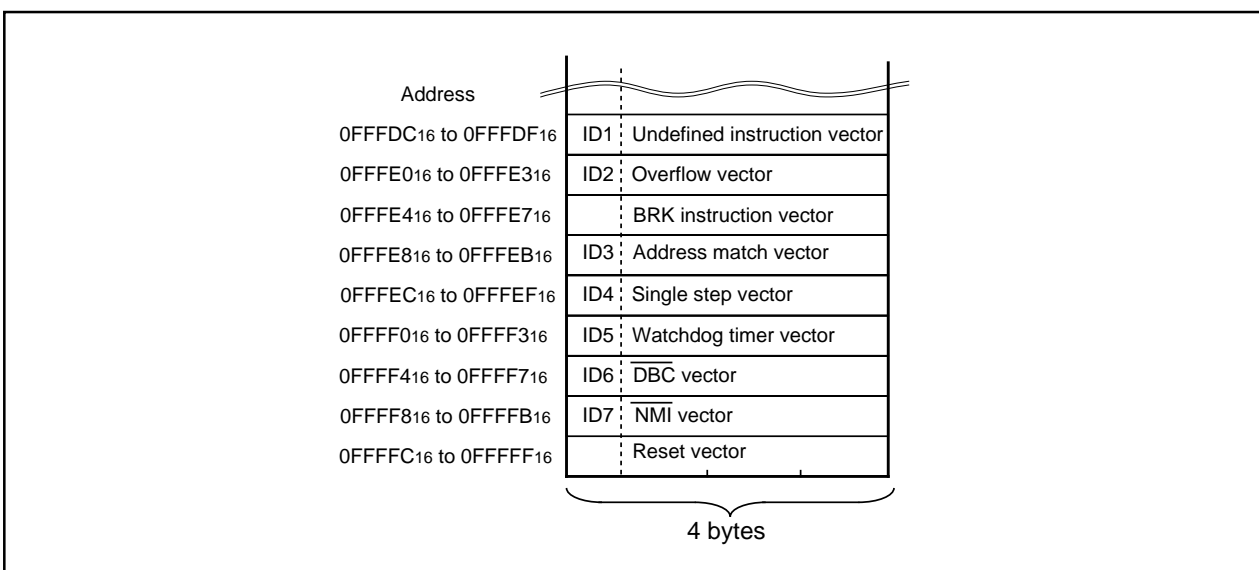 Address
0FFFDC16 to 0FFFDF16 ID1 Undefined instruction vector
0FFFE016 to 0FFFE316 ID2 Overflow vector
0FFFE416 to 0FFFE716 BRK instruction vector
0FFFE816 to 0FFFEB16 ID3 Address match vector
0FFFEC16 to 0FFFEF16 ID4 Single step vector
0FFFF016 to 0FFFF316 ID5 Watchdog timer vector
0FFFF416 to 0FFFF716 ID6 DBC vector
0FFFF816 to 0FFFFB16 ID7 NMI vector
0FFFFC16 to 0FFFFF16 Reset vector
4 bytes